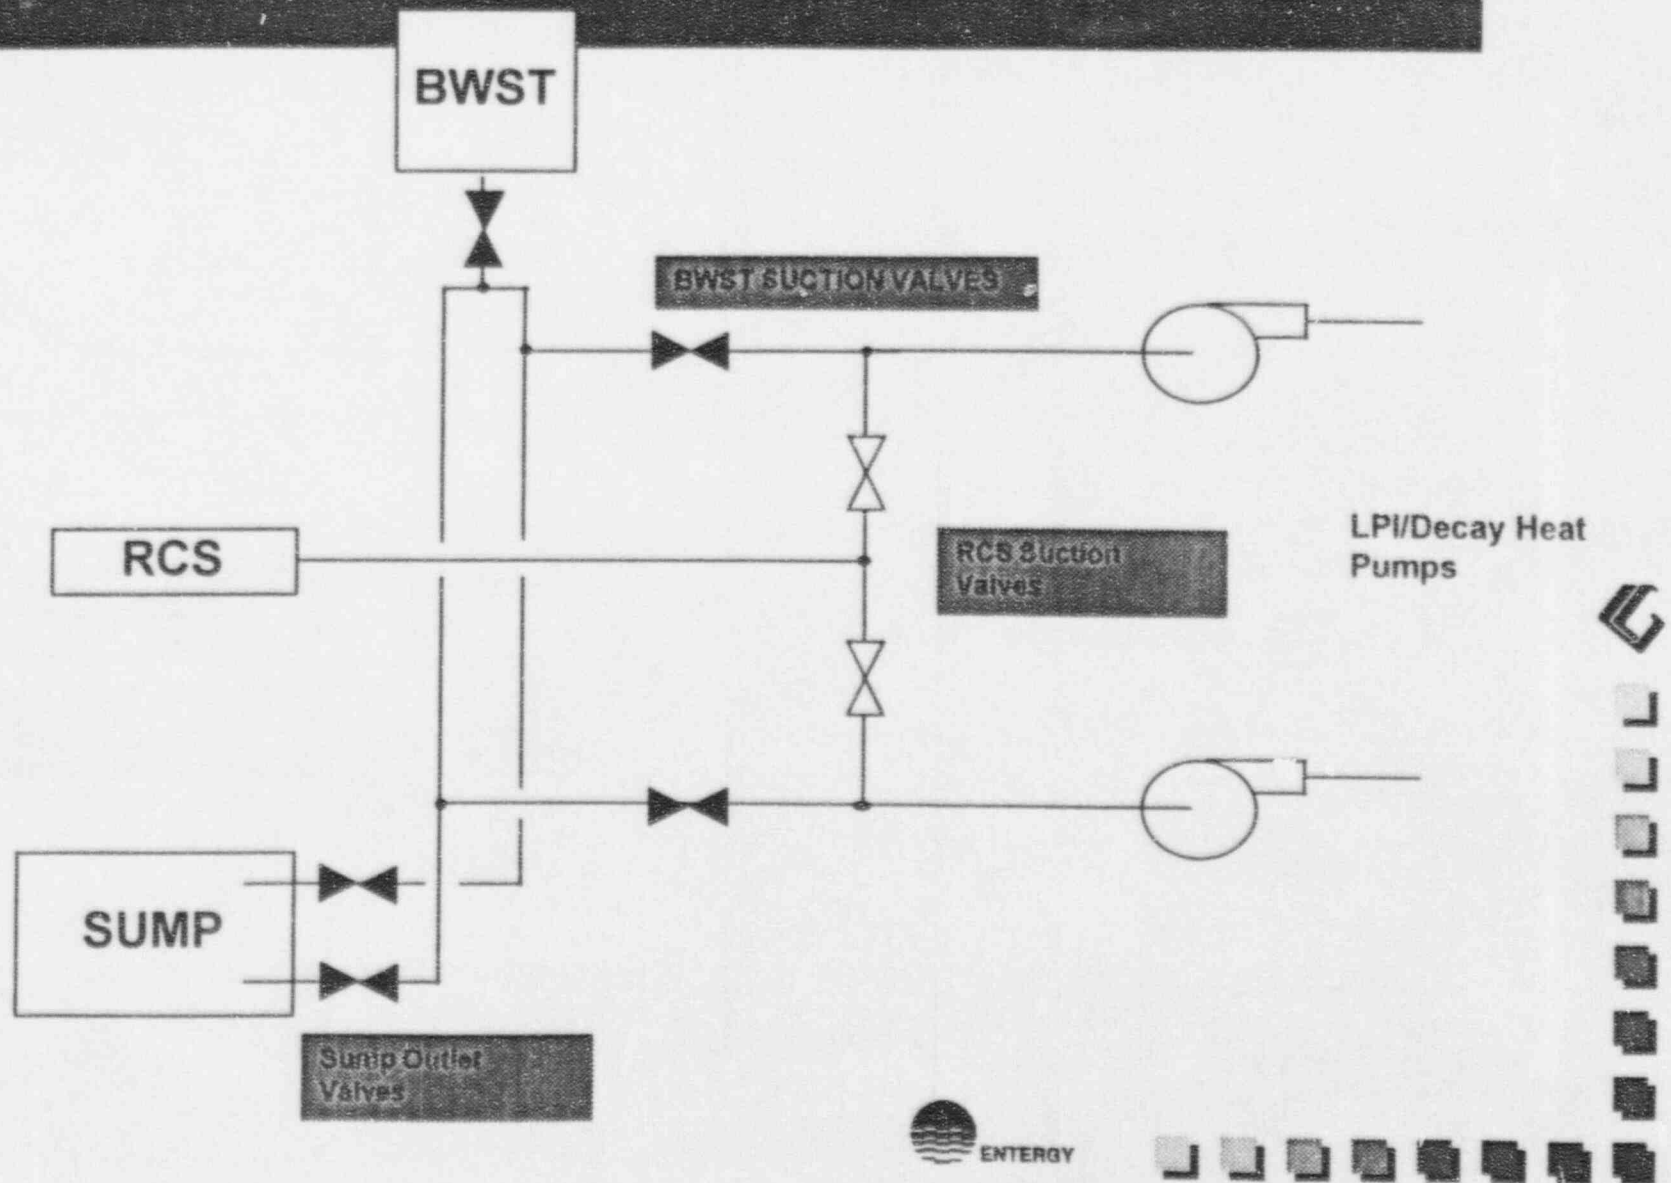 BWST
BWST SUCTION VALVES
RCS
RCS Suction
Valves
LPI/Decay Heat
Pumps
SUMP
Sump Outlet
Valves
ENTERGY